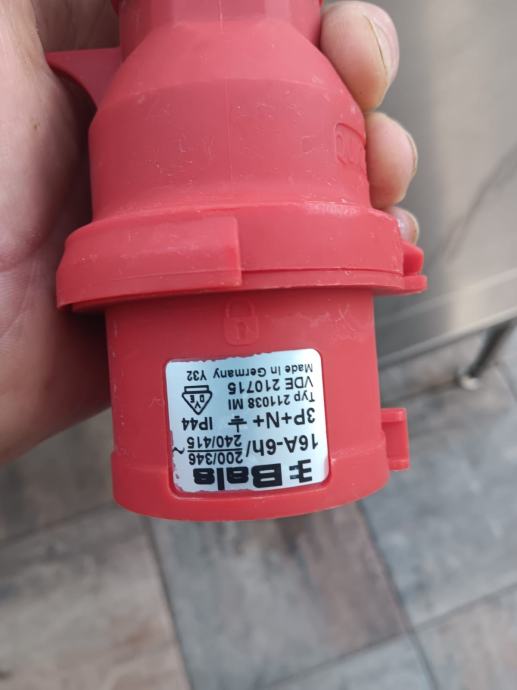 Bals
16A-6h/ 200/346 ~
240/415
3P+N+⏚ IP44
Typ 211038 MI
VDE 210715
Made in Germany Y32